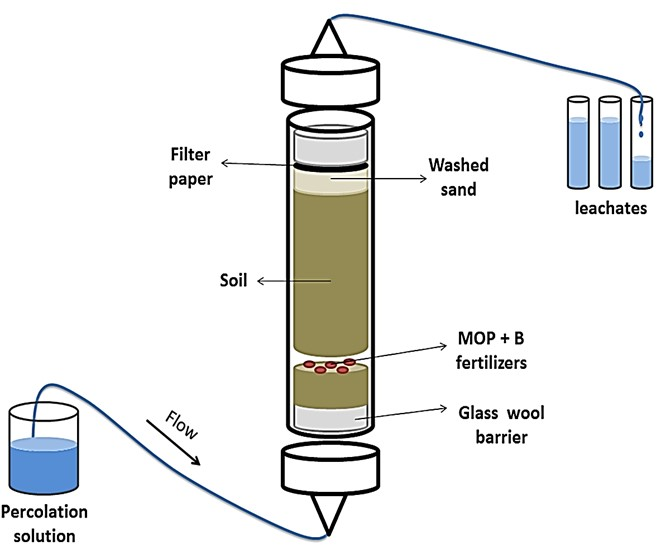 Filter
paper
Washed
sand
leachates
Soil
MOP + B
fertilizers
Flow
Glass wool
barrier
Percolation
solution